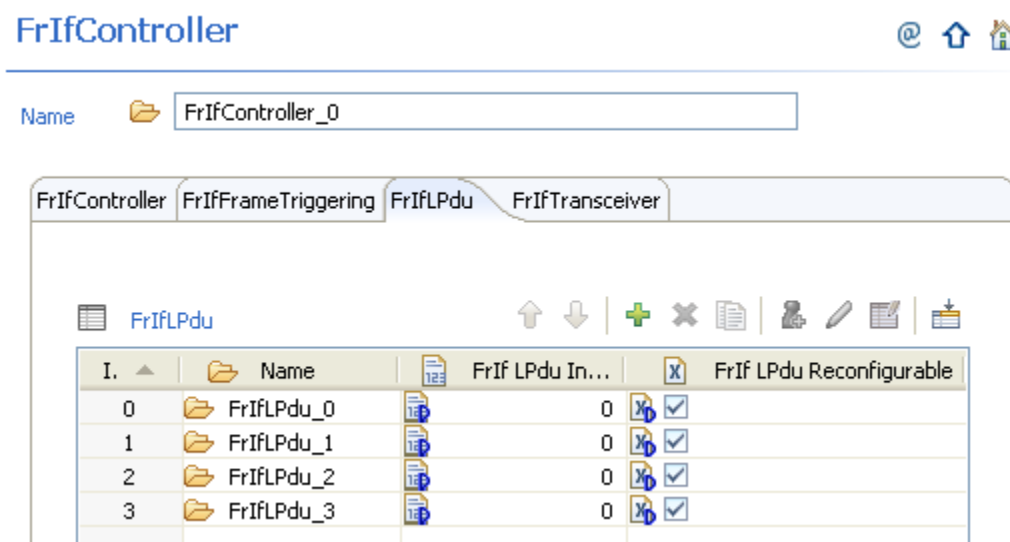 FrIfController
Name FrIfController_0
FrIfController FrIfFrameTriggering FrIfLPdu FrIfTransceiver
FrIfLPdu
I. Name FrIf LPdu In... FrIf LPdu Reconfigurable
0 FrIfLPdu_0 0
1 FrIfLPdu_1 0
2 FrIfLPdu_2 0
3 FrIfLPdu_3 0